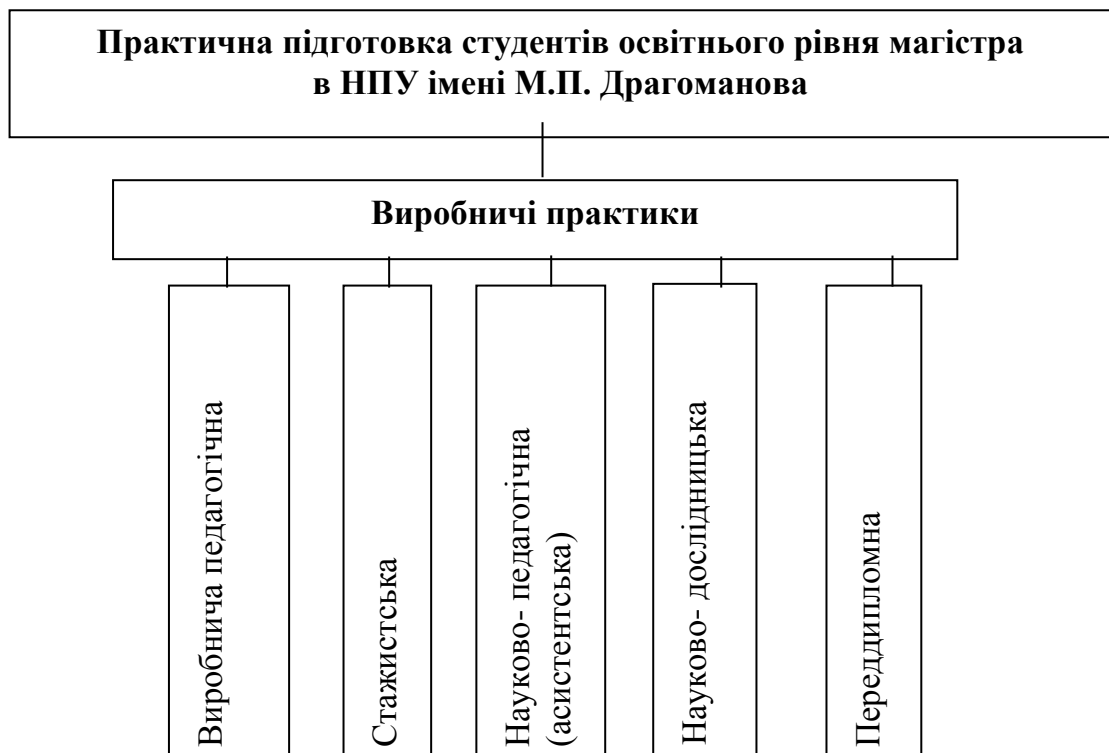 Практична підготовка студентів освітнього рівня магістра
в НПУ імені М.П. Драгоманова
Виробничі практики
Виробнича педагогічна
Стажистська
Науково- педагогічна
(асистентська)
Науково- дослідницька
Переддипломна